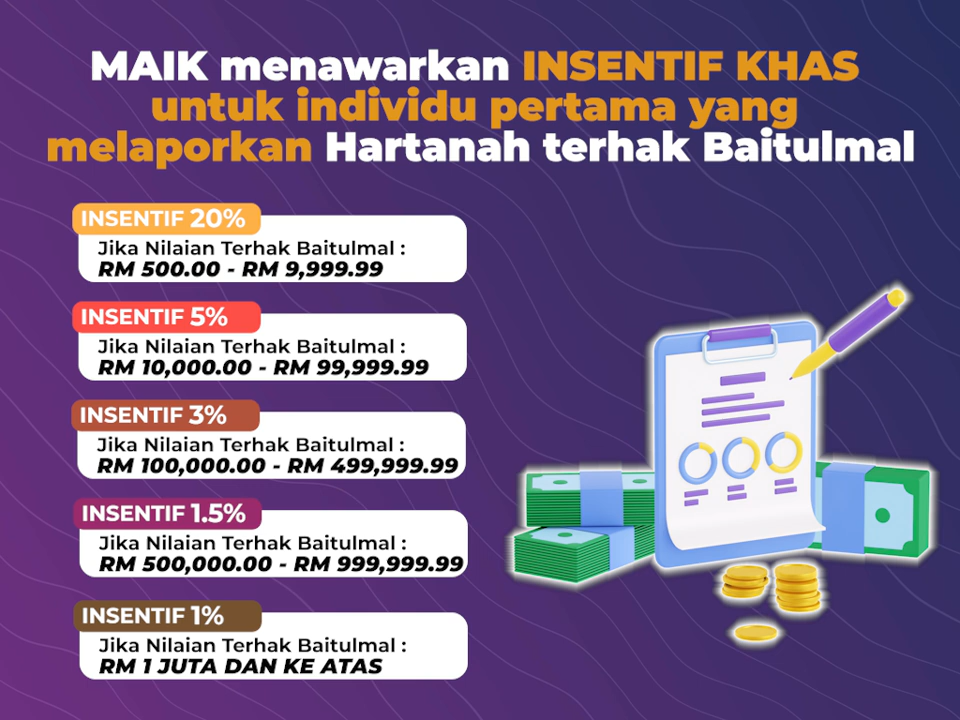 MAIK menawarkan INSENTIF KHAS
untuk individu pertama yang
melaporkan Hartanah terhak Baitulmal
INSENTIF 20%
Jika Nilaian Terhak Baitulmal :
RM 500.00 - RM 9,999.99
INSENTIF 5%
Jika Nilaian Terhak Baitulmal :
RM 10,000.00 - RM 99,999.99
INSENTIF 3%
Jika Nilaian Terhak Baitulmal :
RM 100,000.00 - RM 499,999.99
INSENTIF 1.5%
Jika Nilaian Terhak Baitulmal :
RM 500,000.00 - RM 999,999.99
INSENTIF 1%
Jika Nilaian Terhak Baitulmal :
RM 1 JUTA DAN KE ATAS